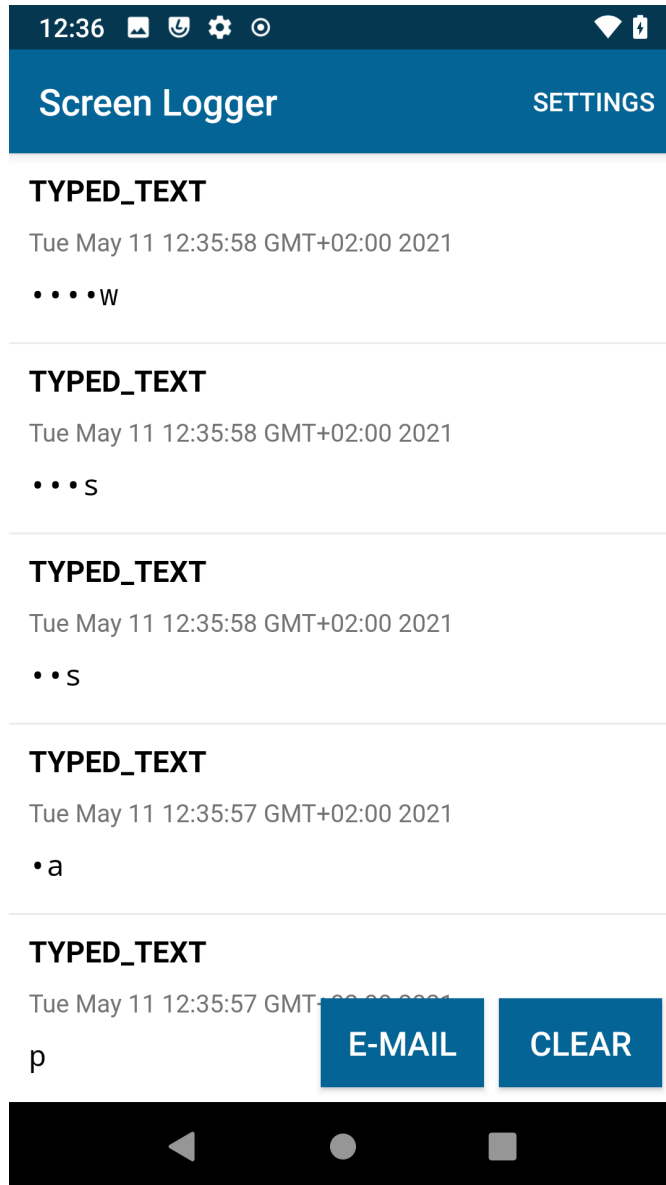 12:36
Screen Logger
SETTINGS
TYPED_TEXT
Tue May 11 12:35:58 GMT+02:00 2021
••••w
TYPED_TEXT
Tue May 11 12:35:58 GMT+02:00 2021
•••s
TYPED_TEXT
Tue May 11 12:35:58 GMT+02:00 2021
••s
TYPED_TEXT
Tue May 11 12:35:57 GMT+02:00 2021
•a
TYPED_TEXT
Tue May 11 12:35:57 GMT+02:00 2021
p
E-MAIL
CLEAR